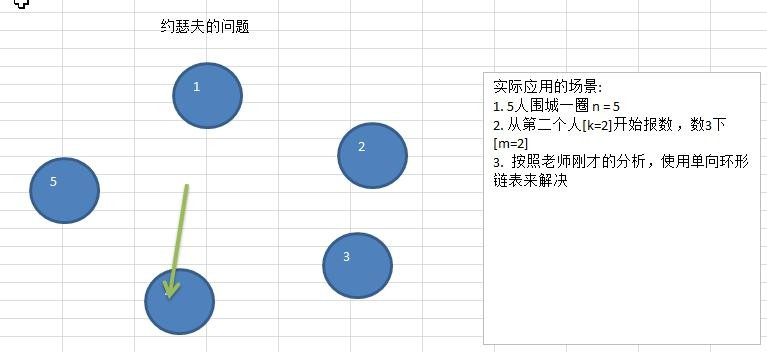 约瑟夫的问题
1
2
5
3
实际应用的场景:
1. 5人围城一圈 n = 5
2. 从第二个人[k=2]开始报数，数3下
[m=2]
3. 按照老师刚才的分析，使用单向环形
链表来解决